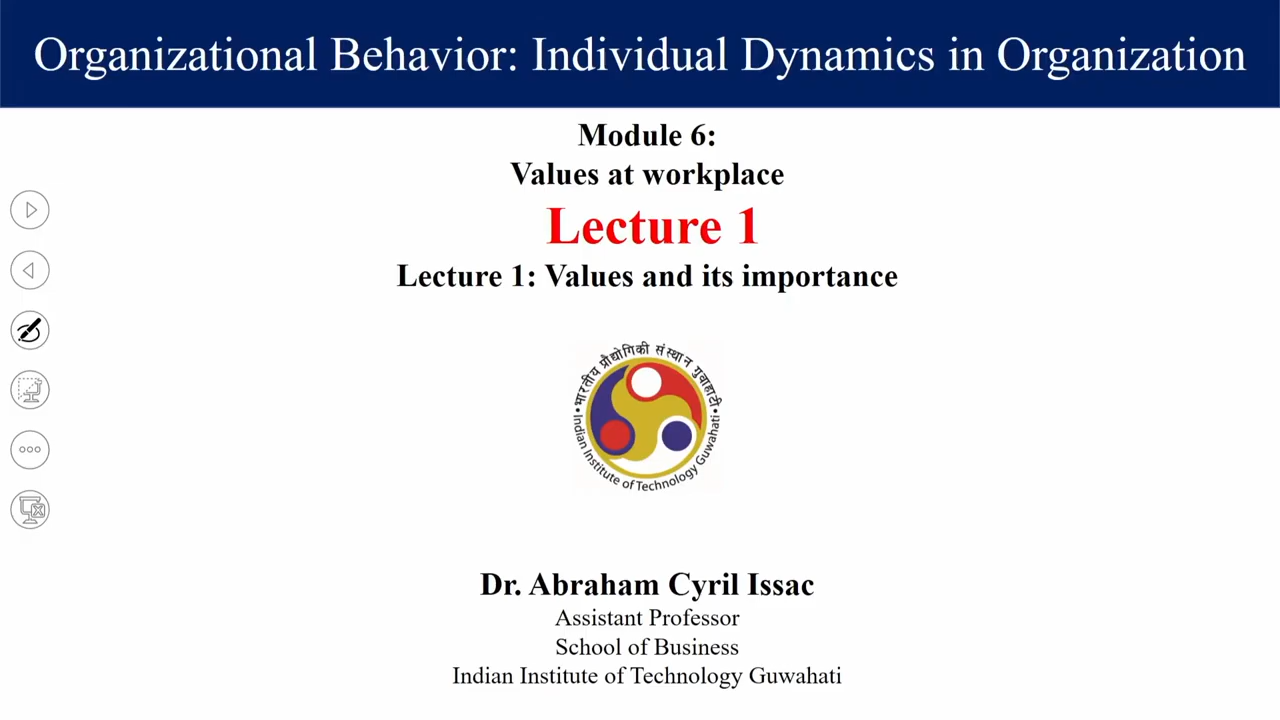 Organizational Behavior: Individual Dynamics in Organization
Module 6:
Values at workplace
Lecture 1
Lecture 1: Values and its importance
भारतीय प्रौद्योगिकी संस्थान गुवाहाटी
Indian Institute of Technology Guwahati
Dr. Abraham Cyril Issac
Assistant Professor
School of Business
Indian Institute of Technology Guwahati